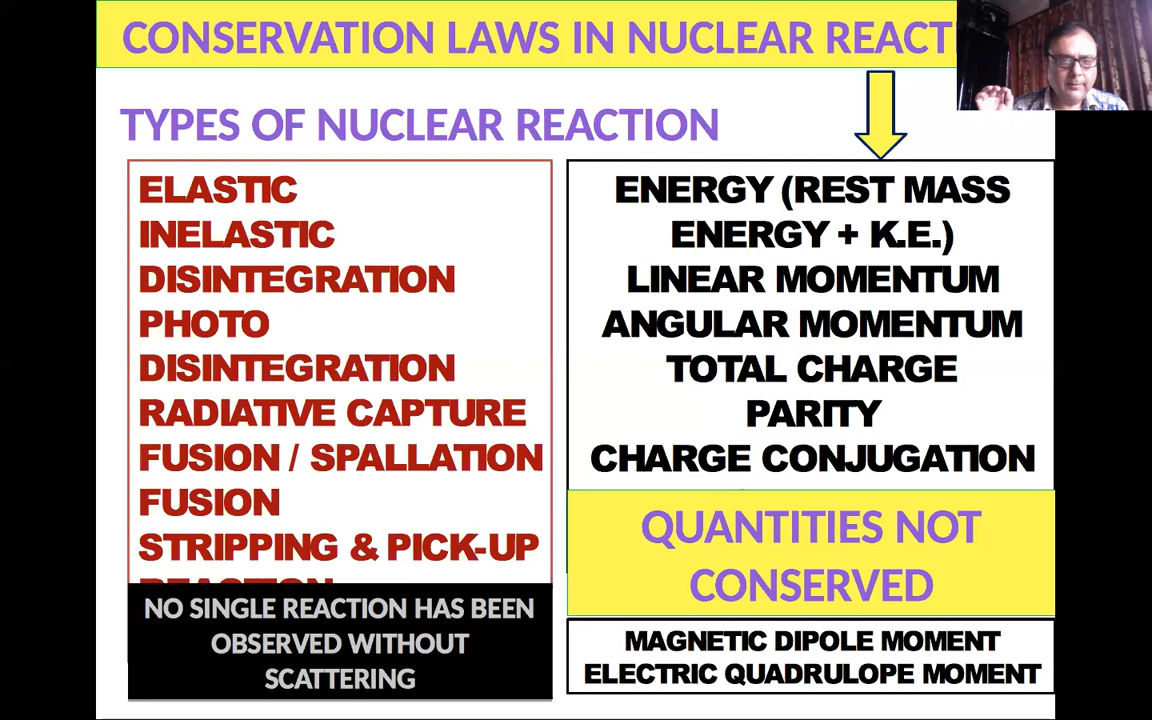 CONSERVATION LAWS IN NUCLEAR REACT
TYPES OF NUCLEAR REACTION
ELASTIC
INELASTIC
DISINTEGRATION
PHOTO
DISINTEGRATION
RADIATIVE CAPTURE
FUSION / SPALLATION
FUSION
STRIPPING & PICK-UP
NO SINGLE REACTION HAS BEEN
OBSERVED WITHOUT
SCATTERING
ENERGY (REST MASS
ENERGY + K.E.)
LINEAR MOMENTUM
ANGULAR MOMENTUM
TOTAL CHARGE
PARITY
CHARGE CONJUGATION
QUANTITIES NOT
CONSERVED
MAGNETIC DIPOLE MOMENT
ELECTRIC QUADRULOPE MOMENT